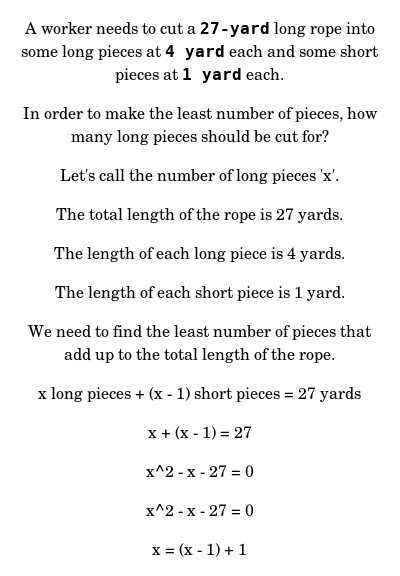 A worker needs to cut a 27-yard long rope into
some long pieces at 4 yard each and some short
pieces at 1 yard each.
In order to make the least number of pieces, how
many long pieces should be cut for?
Let's call the number of long pieces 'x'.
The total length of the rope is 27 yards.
The length of each long piece is 4 yards.
The length of each short piece is 1 yard.
We need to find the least number of pieces that
add up to the total length of the rope.
x long pieces + (x - 1) short pieces = 27 yards
x + (x - 1) = 27
x^2 - x - 27 = 0
x^2 - x - 27 = 0
x = (x - 1) + 1